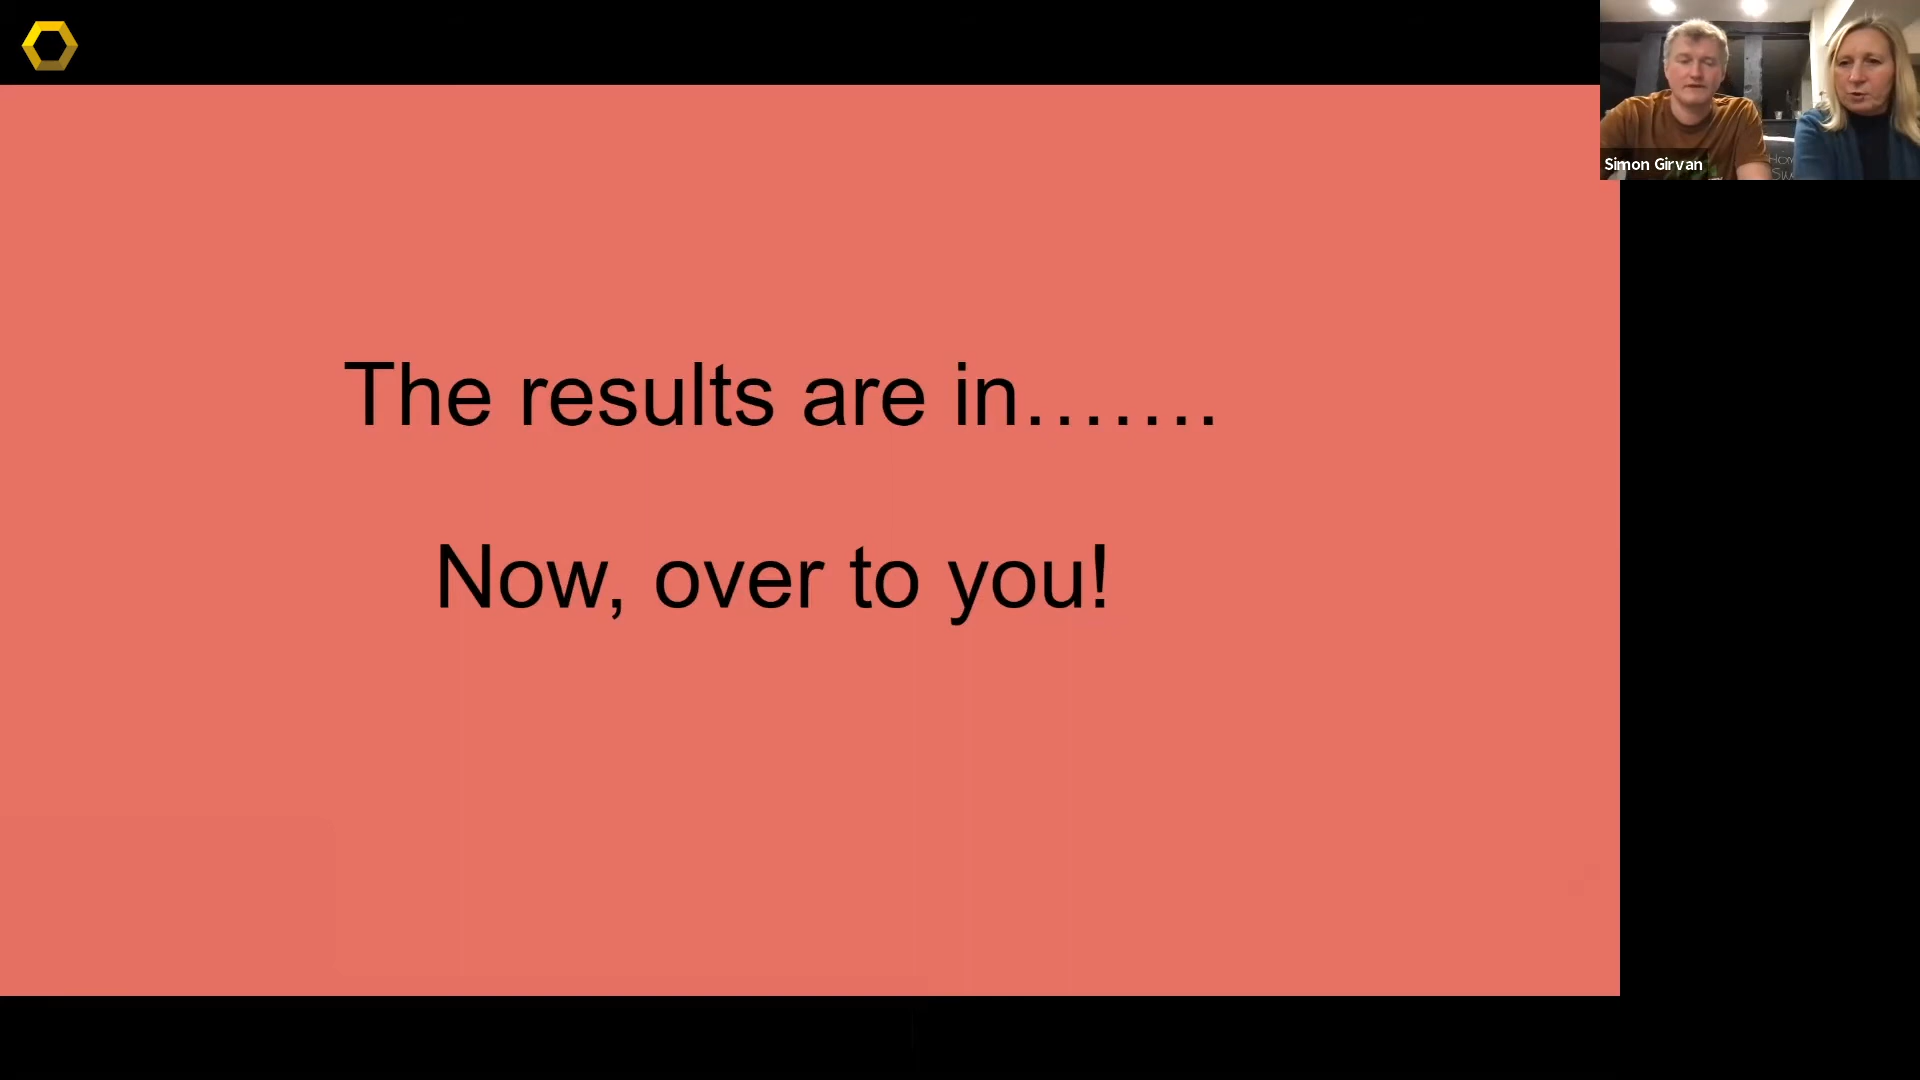 The results are in…….
Now, over to you!
Simon Girvan